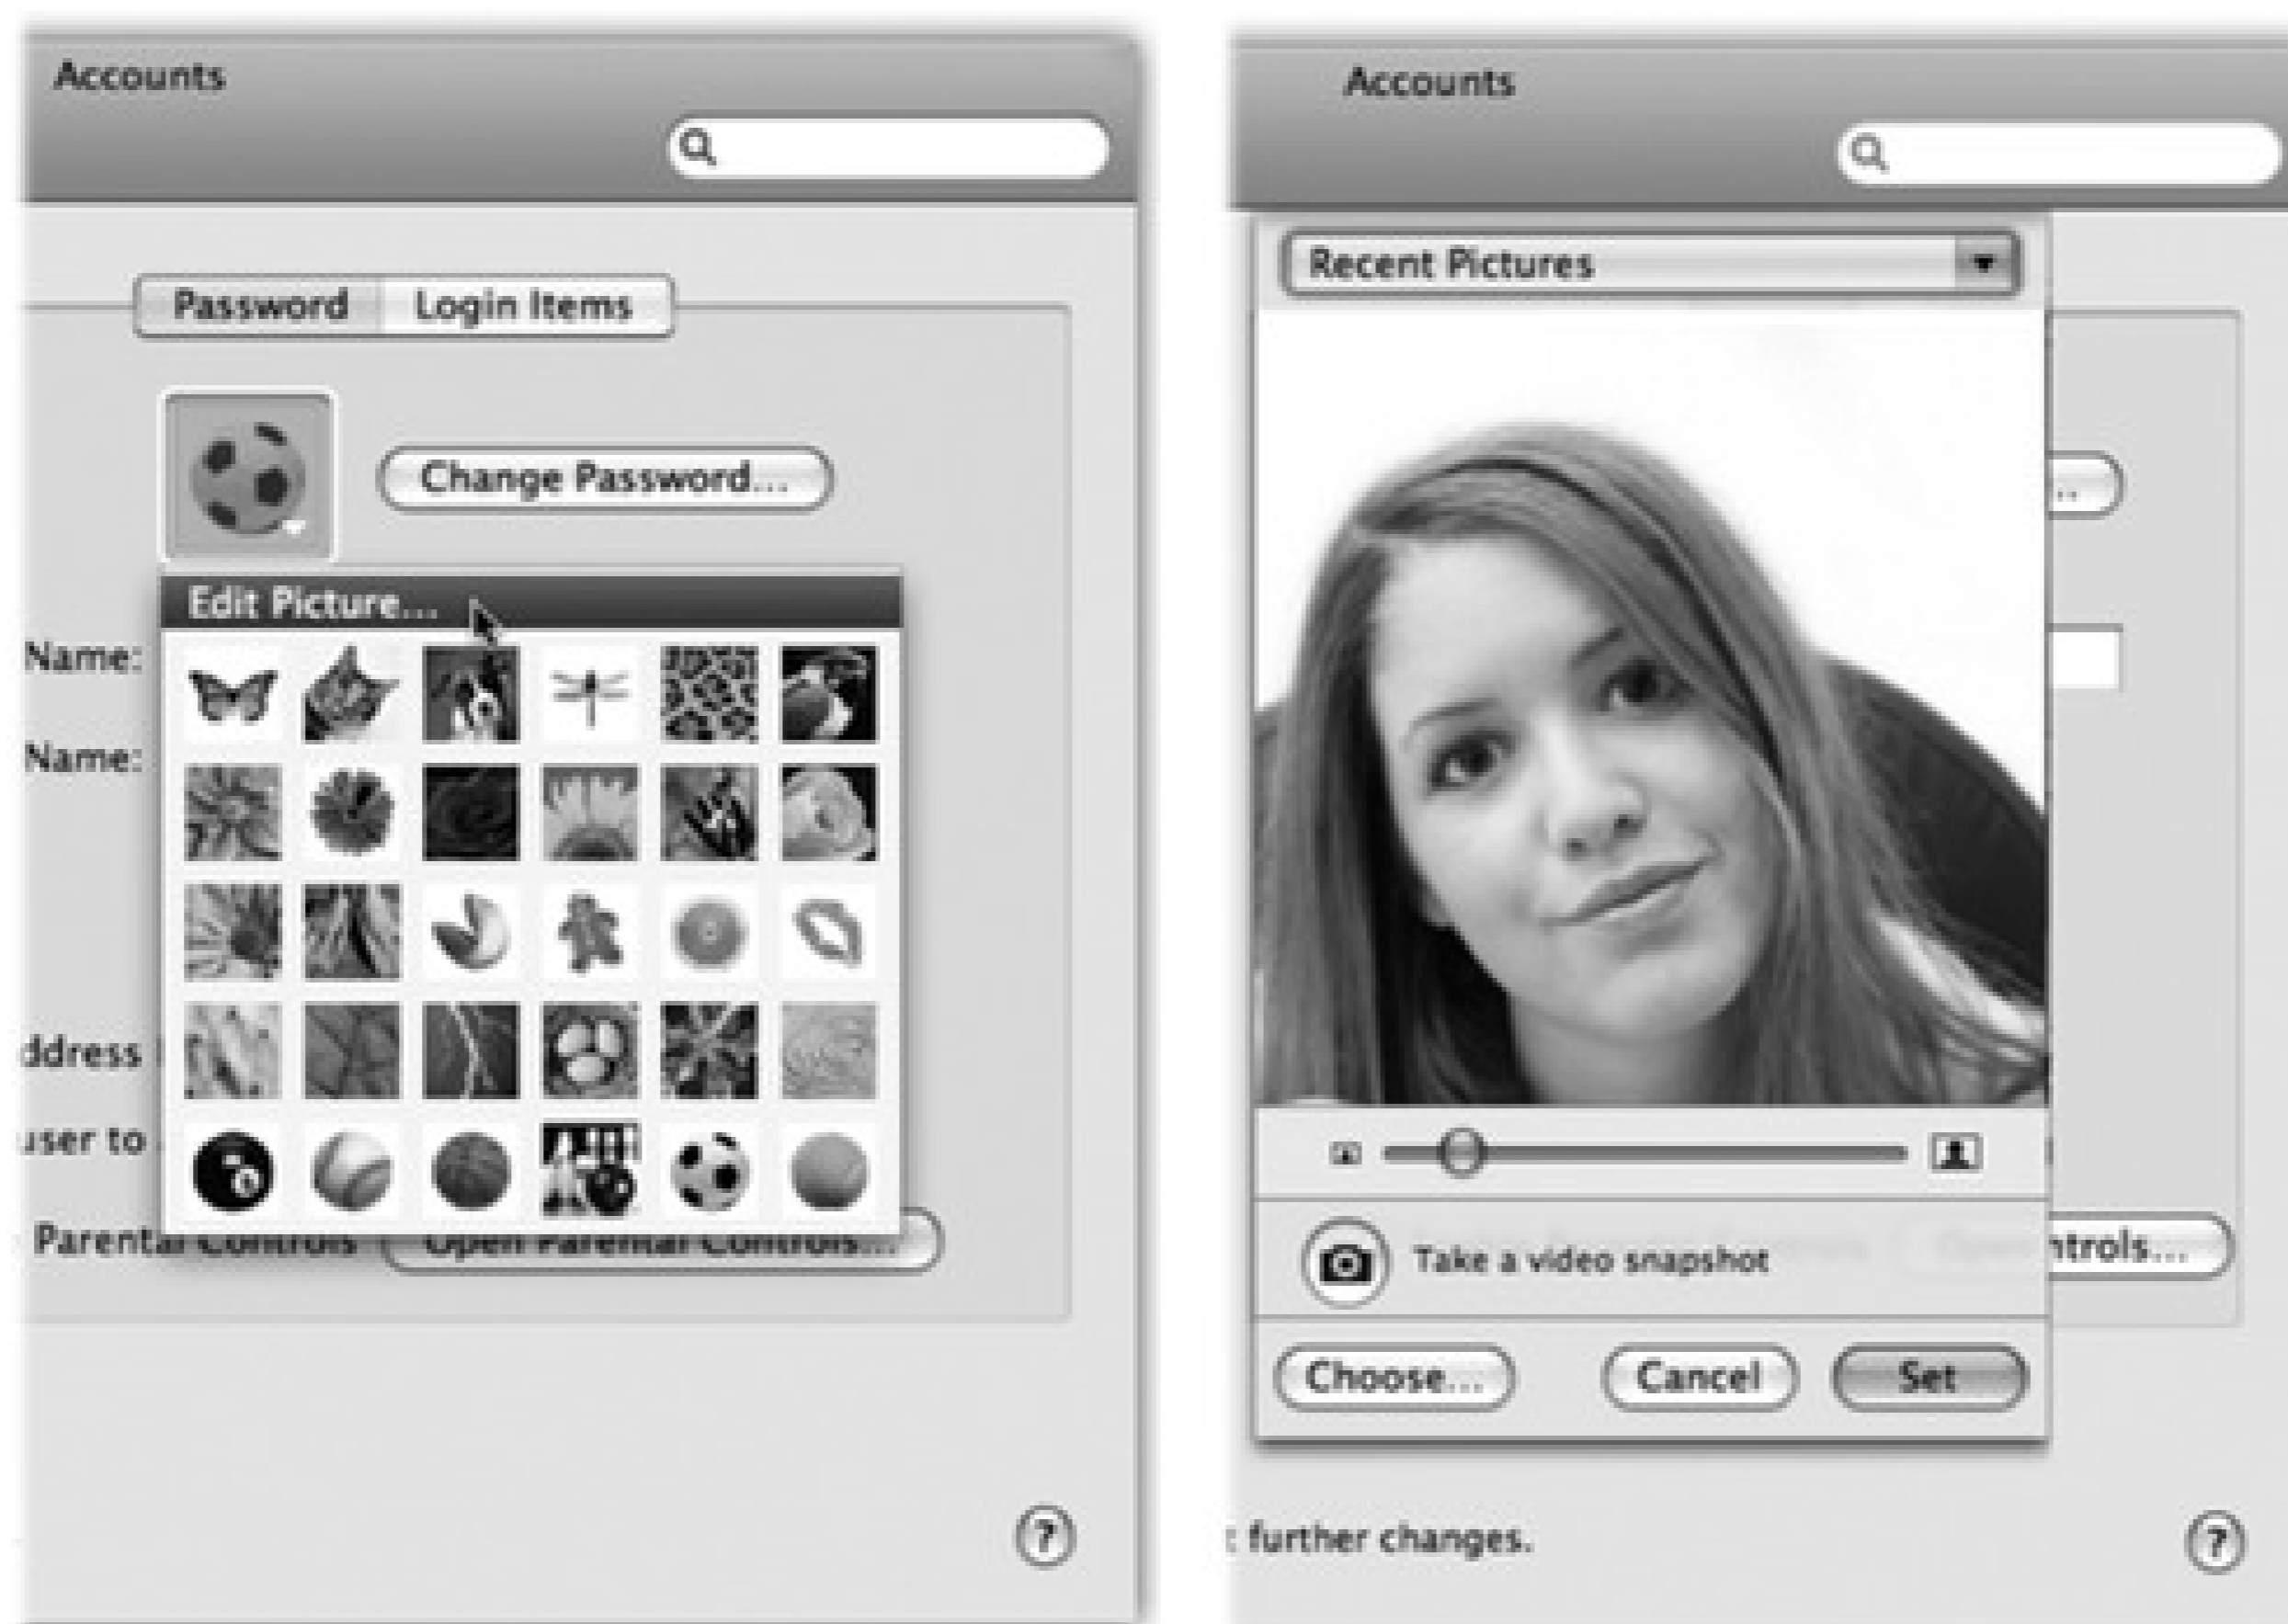 Accounts
Password
Login Items
Change Password...
Edit Picture...
Name:
Name:
ddress
user to
Parental Controls
Open Parental Controls...
?
Accounts
Recent Pictures
..
Take a video snapshot
ntrols...
Choose...
Cancel
Set
further changes.
?